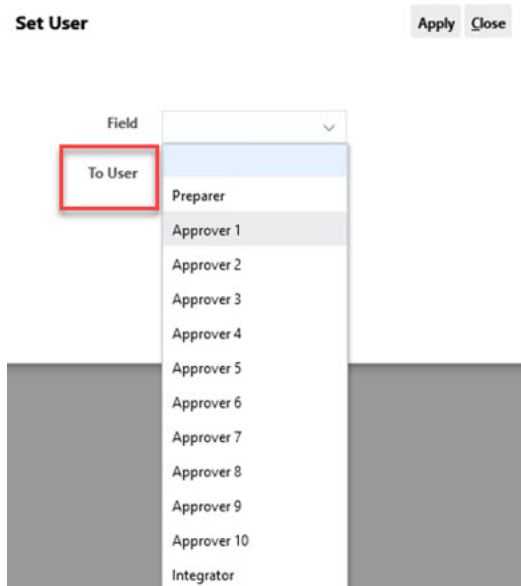 Set User
Apply Close
Field
To User
Preparer
Approver 1
Approver 2
Approver 3
Approver 4
Approver 5
Approver 6
Approver 7
Approver 8
Approver 9
Approver 10
Integrator